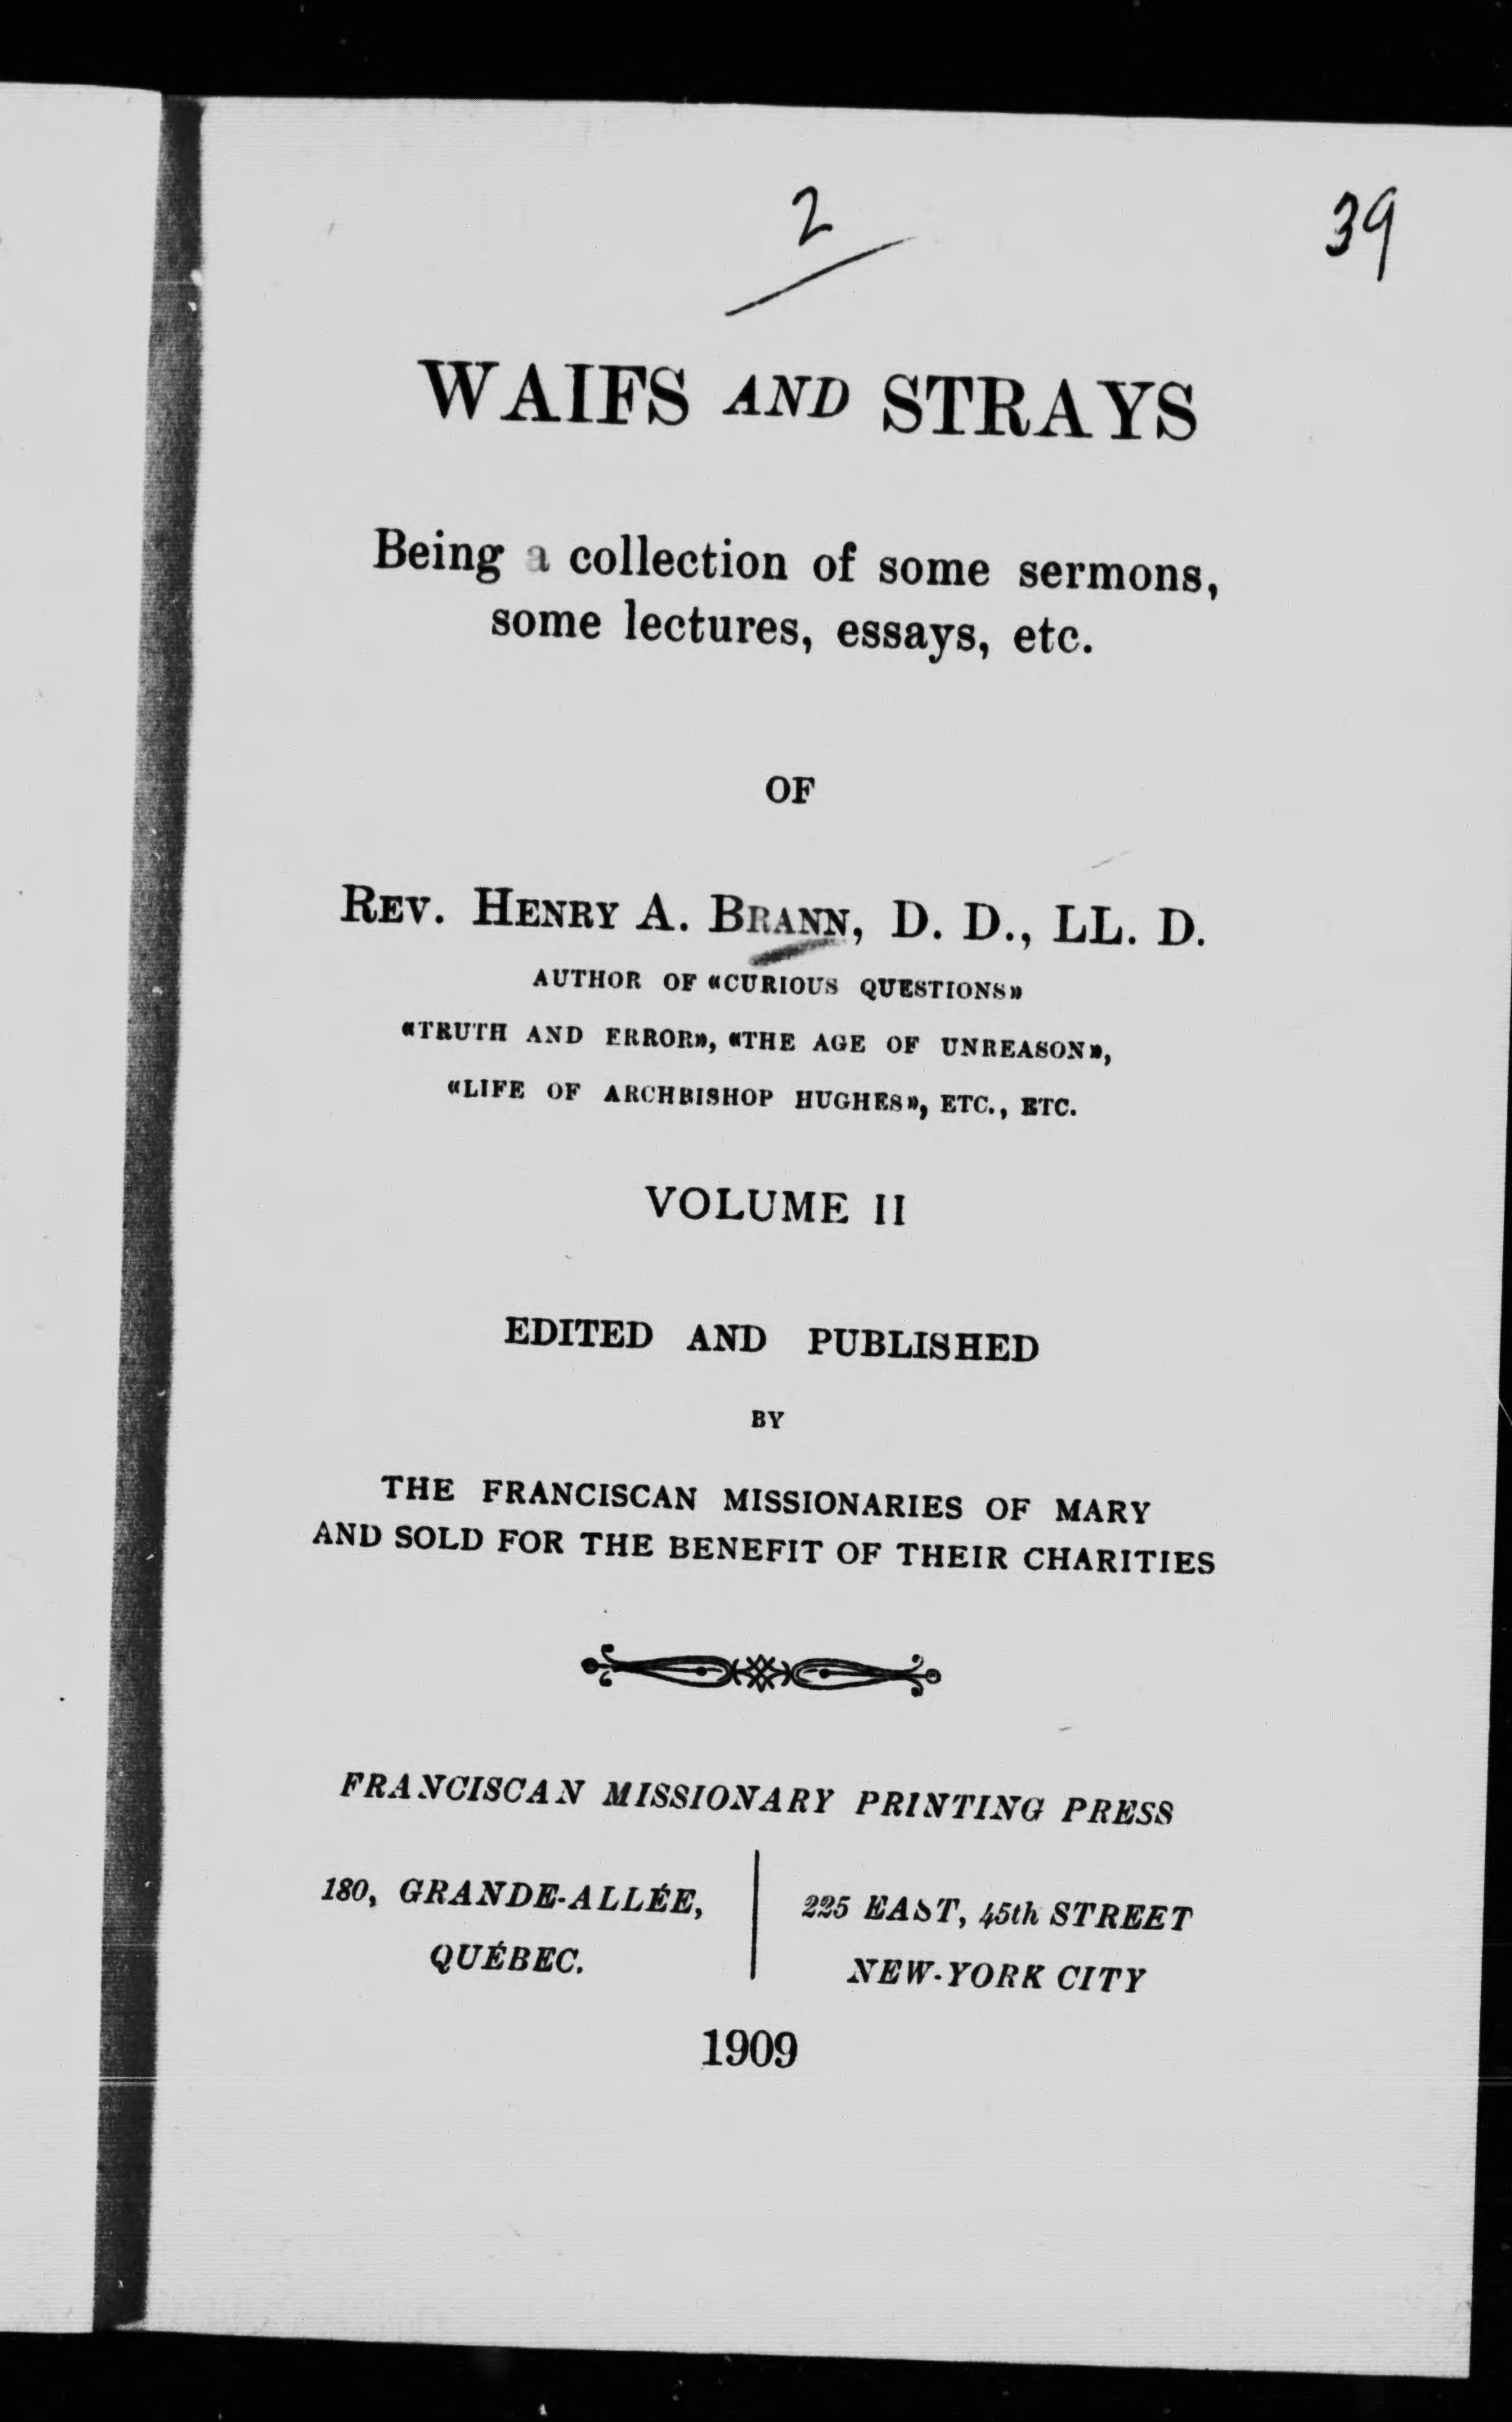 2
39
WAIFS AND STRAYS
Being a collection of some sermons,
some lectures, essays, etc.
OF
REV. HENRY A. BRANN, D. D., LL. D.
AUTHOR OF «CURIOUS QUESTIONS»
«TRUTH AND ERROR», «THE AGE OF UNREASON»,
«LIFE OF ARCHBISHOP HUGHES», ETC., ETC.
VOLUME II
EDITED AND PUBLISHED
BY
THE FRANCISCAN MISSIONARIES OF MARY
AND SOLD FOR THE BENEFIT OF THEIR CHARITIES
FRANCISCAN MISSIONARY PRINTING PRESS
180, GRANDE-ALLÉE,
QUÉBEC.
225 EAST, 45th STREET
NEW-YORK CITY
1909